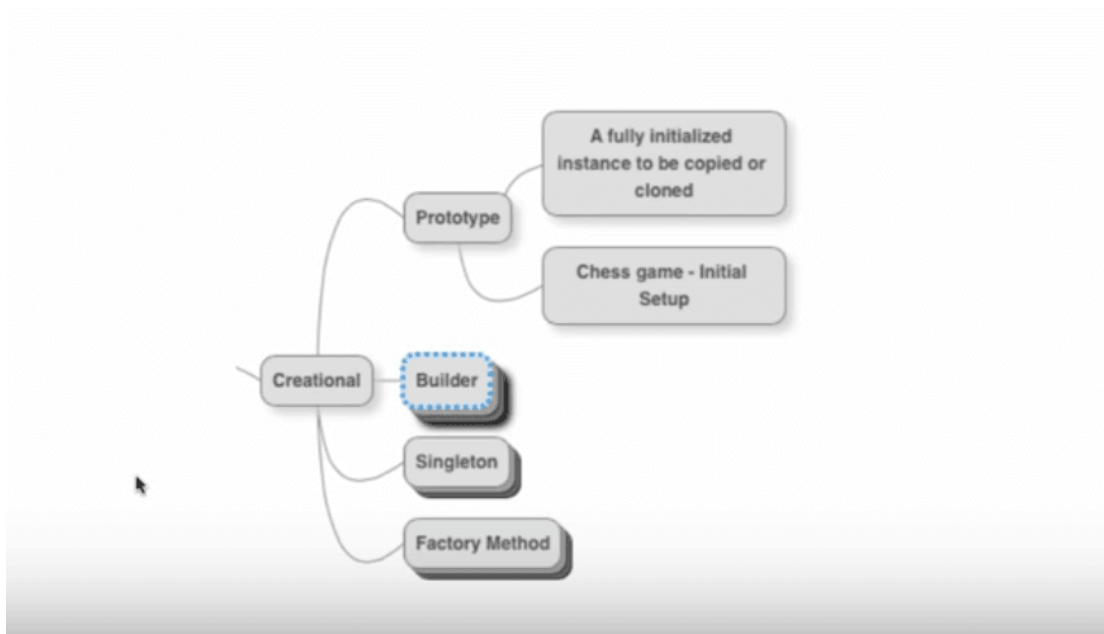 A fully initialized
instance to be copied or
cloned
Prototype
Chess game - Initial
Setup
Creational
Builder
Singleton
Factory Method